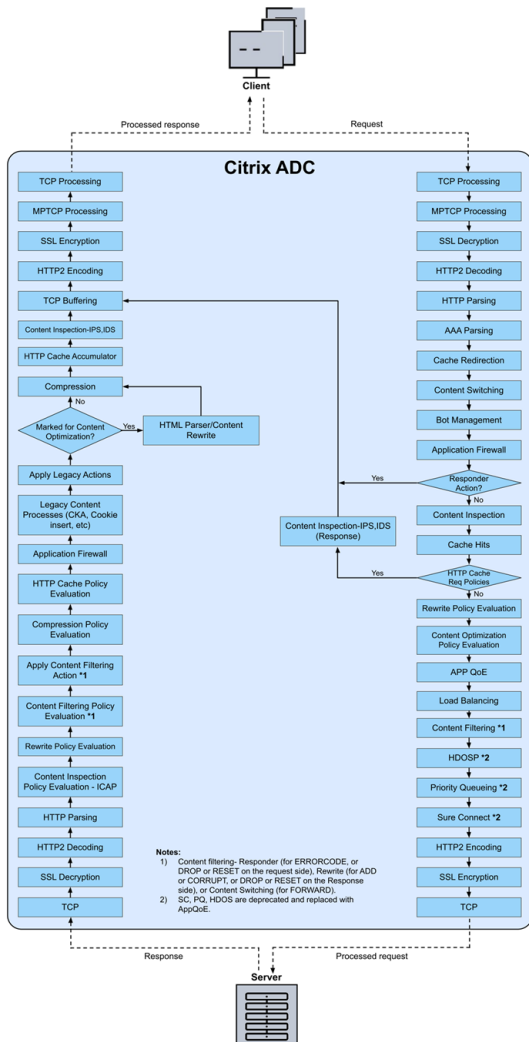 Client
Processed response
Request
Citrix ADC
TCP Processing
MPTCP Processing
SSL Encryption
HTTP2 Encoding
TCP Buffering
Content Inspection-IPS,IDS
HTTP Cache Accumulator
Compression
No
Marked for Content
Optimization?
Yes
HTML Parser/Content
Rewrite
Apply Legacy Actions
Legacy Content
Processes (CKA, Cookie
insert, etc)
Application Firewall
HTTP Cache Policy
Evaluation
Compression Policy
Evaluation
Apply Content Filtering
Action *1
Content Filtering Policy
Evaluation *1
Rewrite Policy Evaluation
Content Inspection
Policy Evaluation - ICAP
HTTP Parsing
HTTP2 Decoding
SSL Decryption
TCP
TCP Processing
MPTCP Processing
SSL Decryption
HTTP2 Decoding
HTTP Parsing
AAA Parsing
Cache Redirection
Content Switching
Bot Management
Application Firewall
Responder
Action?
Yes
No
Content Inspection-IPS,IDS
(Response)
Content Inspection
Cache Hits
HTTP Cache
Req Policies
Yes
No
Rewrite Policy Evaluation
Content Optimization
Policy Evaluation
APP QoE
Load Balancing
Content Filtering *1
HDOSP *2
Priority Queueing *2
Sure Connect *2
HTTP2 Encoding
SSL Encryption
TCP
Notes:
1) Content filtering- Responder (for ERRORCODE, or
DROP or RESET on the request side), Rewrite (for ADD
or CORRUPT, or DROP or RESET on the Response
side), or Content Switching (for FORWARD).
2) SC, PQ, HDOS are deprecated and replaced with
AppQoE.
Response
Processed request
Server